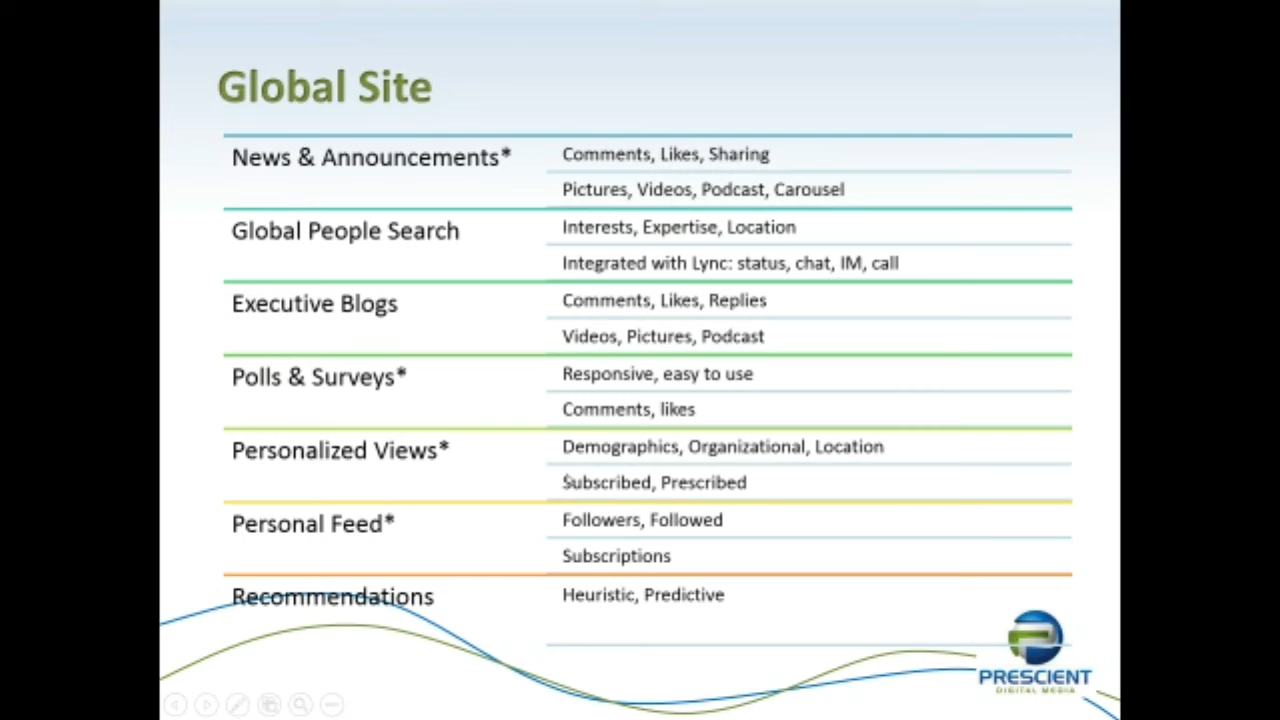 Global Site
News & Announcements*
Comments, Likes, Sharing
Pictures, Videos, Podcast, Carousel
Global People Search
Interests, Expertise, Location
Integrated with Lync: status, chat, IM, call
Executive Blogs
Comments, Likes, Replies
Videos, Pictures, Podcast
Polls & Surveys*
Responsive, easy to use
Comments, likes
Personalized Views*
Demographics, Organizational, Location
Subscribed, Prescribed
Personal Feed*
Followers, Followed
Subscriptions
Recommendations
Heuristic, Predictive
PRESCIENT
DIGITAL MEDIA